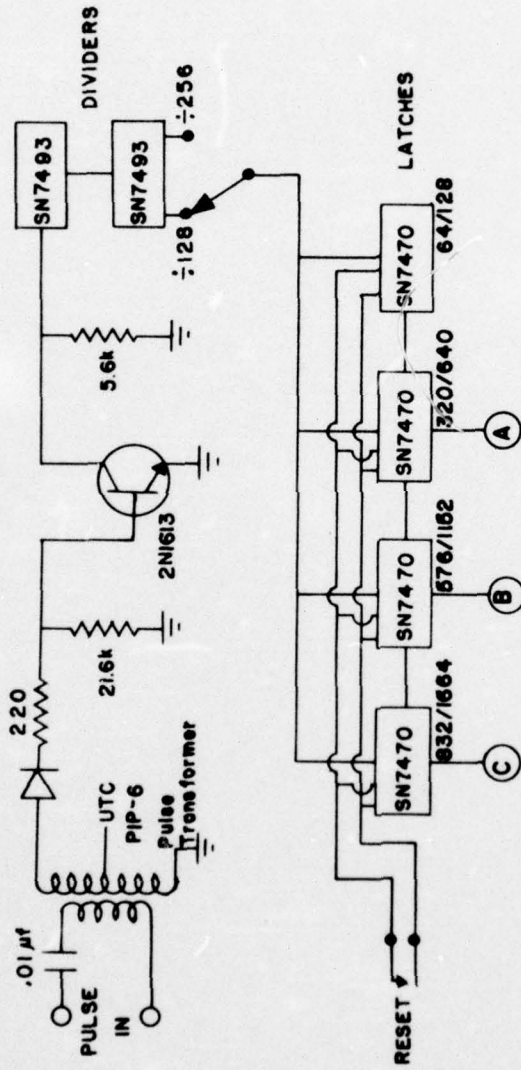 .01 μf
PULSE
IN
UTC
PIP-6
Pulse
Transformer
220
21.6k
2N1613
5.6k
SN7493
SN7493
DIVIDERS
÷128
÷256
RESET
SN7470
832/1664
C
SN7470
576/1152
B
SN7470
320/640
A
SN7470
64/128
LATCHES